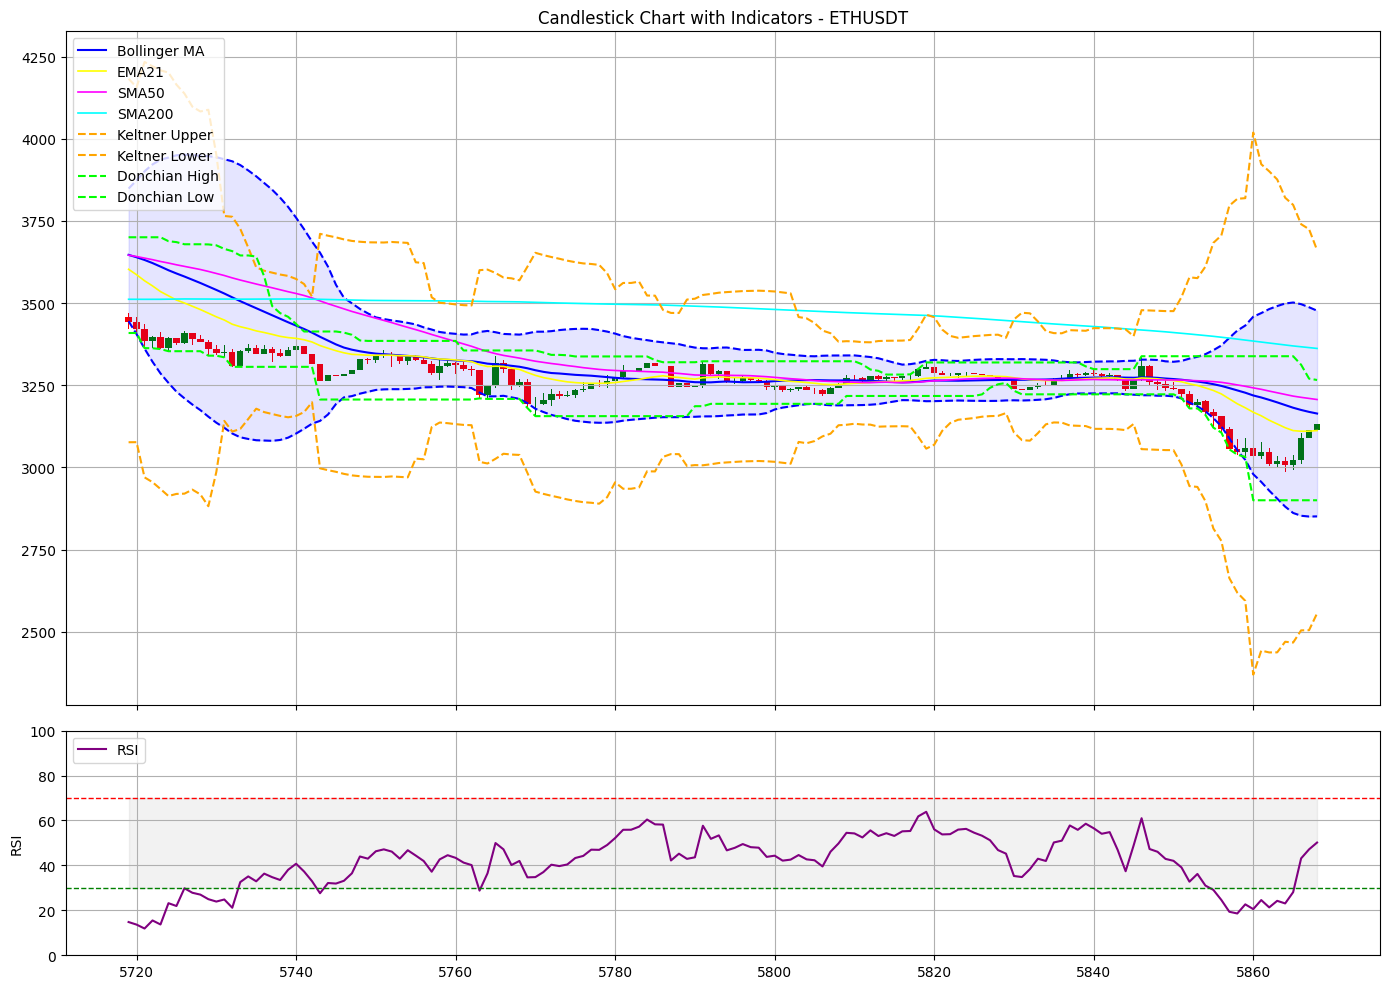 Candlestick Chart with Indicators - ETHUSDT
Bollinger MA
EMA21
SMA50
SMA200
Keltner Upper
Keltner Lower
Donchian High
Donchian Low
4250
4000
3750
3500
3250
3000
2750
2500
RSI
100
80
60
40
20
0
RSI
5720 5740 5760 5780 5800 5820 5840 5860